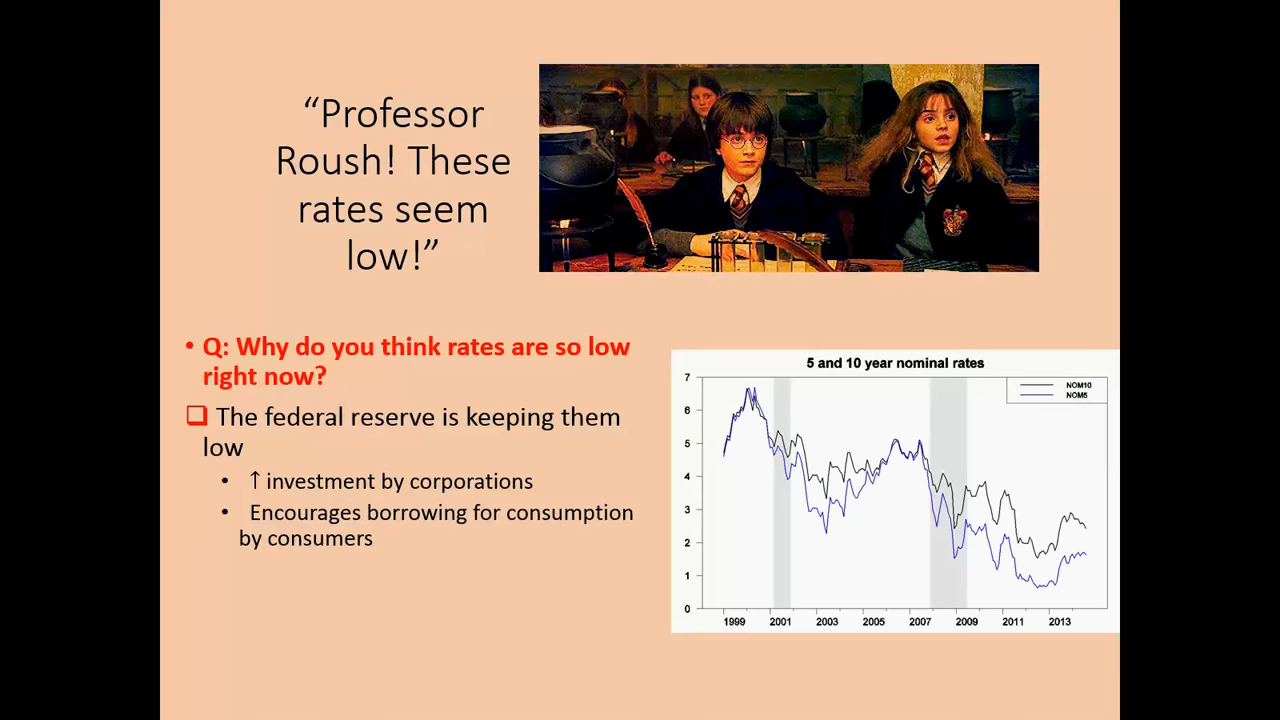 “Professor
Roush! These
rates seem
low!”
• Q: Why do you think rates are so low
right now?
❑ The federal reserve is keeping them
low
• ↑ investment by corporations
• Encourages borrowing for consumption
by consumers
5 and 10 year nominal rates
NOM10
NOM5
7
6
5
4
3
2
1
0
1999 2001 2003 2005 2007 2009 2011 2013